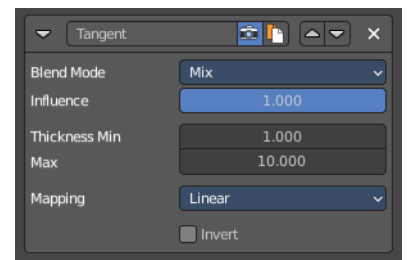 Tangent
Blend Mode Mix
Influence 1.000
Thickness Min 1.000
Max 10.000
Mapping Linear
Invert